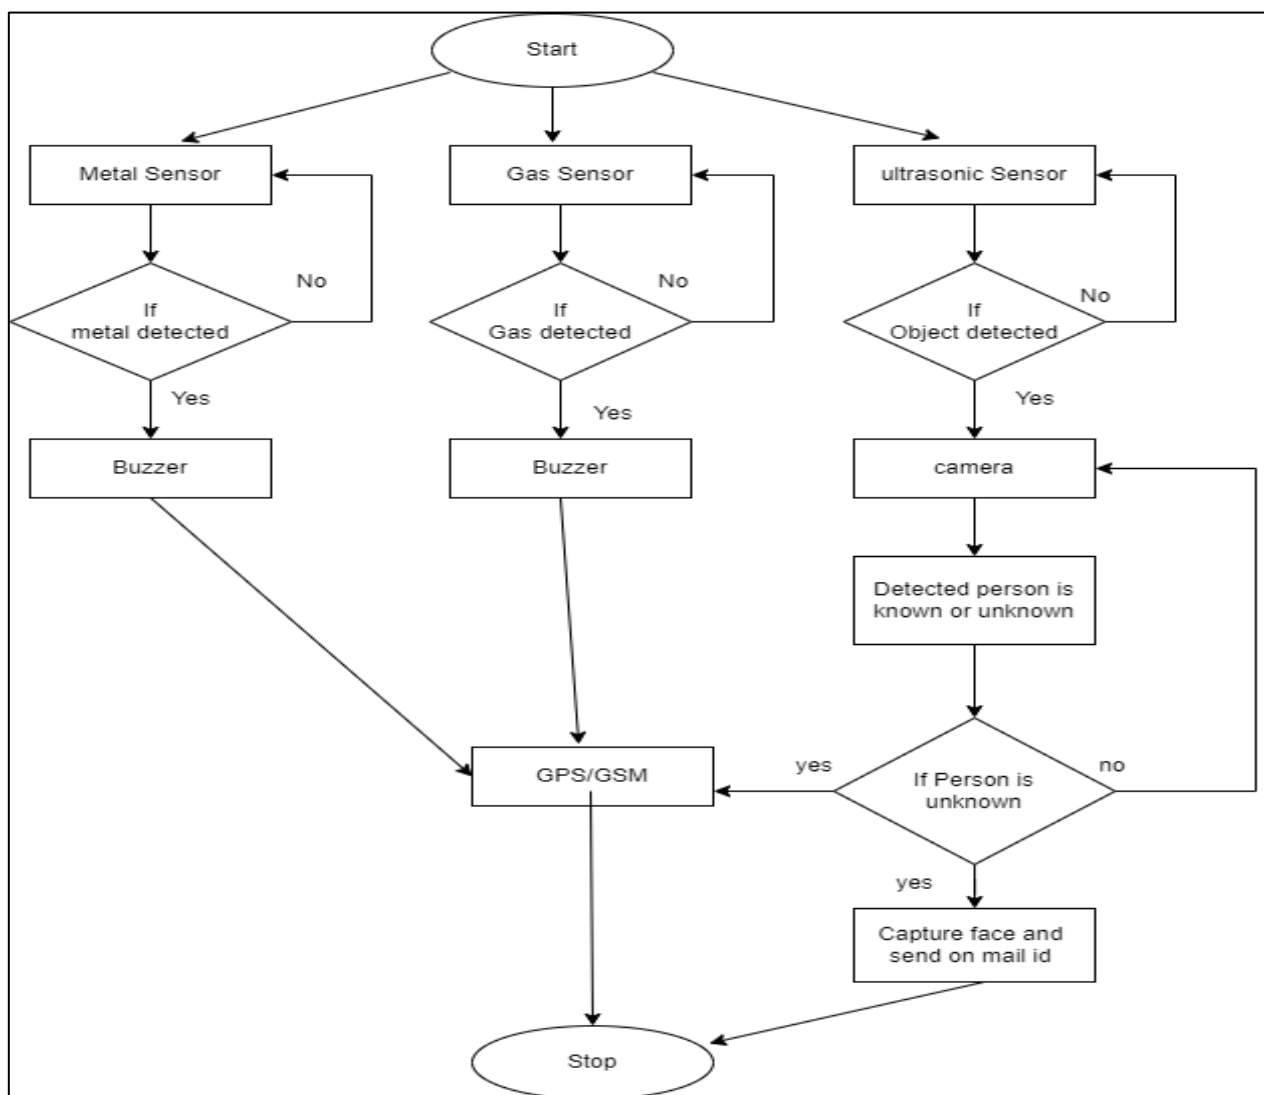 Start
Metal Sensor
Gas Sensor
ultrasonic Sensor
No
No
No
If
metal detected
If
Gas detected
If
Object detected
Yes
Yes
Yes
Buzzer
Buzzer
camera
Detected person is
known or unknown
GPS/GSM
yes
If Person is
unknown
no
yes
Capture face and
send on mail id
Stop